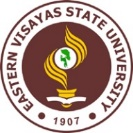 EASTERN VISAYAS STATE UNIVERSITY
• 1907 •